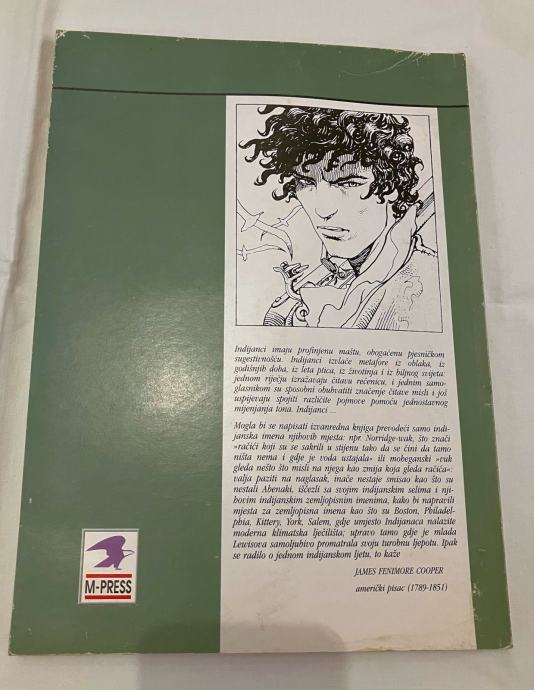 Indijanci imaju profinjenu maštu, obogaćenu pjesničkom
sugestivnošću. Indijanci izvlače metafore iz oblaka, iz
godišnjih doba, iz leta ptica, iz životinja i iz biljnog svijeta:
jednom riječju izražavaju čitavu rečenicu, i jednim samo-
glasnikom su sposobni obuhvatiti značenje čitave misli i još
uspijevaju spojiti različite pojmove pomoću jednostavnog
mijenjanja tona. Indijanci ...
Mogla bi se napisati izvanredna knjiga prevodeći samo indi-
janska imena njihovih mjesta: npr. Norridge-wak, što znači
»račići koji su se sakrili u stijenu tako da se čini da tamo
ništa nema i gdje je voda ustajala« ili moheganski »vuk
gleda nešto što misli na njega kao zmija koja gleda račića«:
valja paziti na naglasak, inače nestaje smisao kao što su
nestali Abenaki, iščezli sa svojim indijanskim selima i nji-
hovim indijanskim zemljopisnim imenima, kako bi napravili
mjesta za zemljopisna imena kao što su Boston, Philadel-
phia, Kittery, York, Salem, gdje umjesto Indijanaca nalazite
moderna klimatska lječilišta; upravo tamo gdje je mlada
Lewisova samoljubivo promatrala svoju turobnu ljepotu. Ipak
se radilo o jednom indijanskom ljetu, to kaže
JAMES FENIMORE COOPER
američki pisac (1789-1851)
M-PRESS